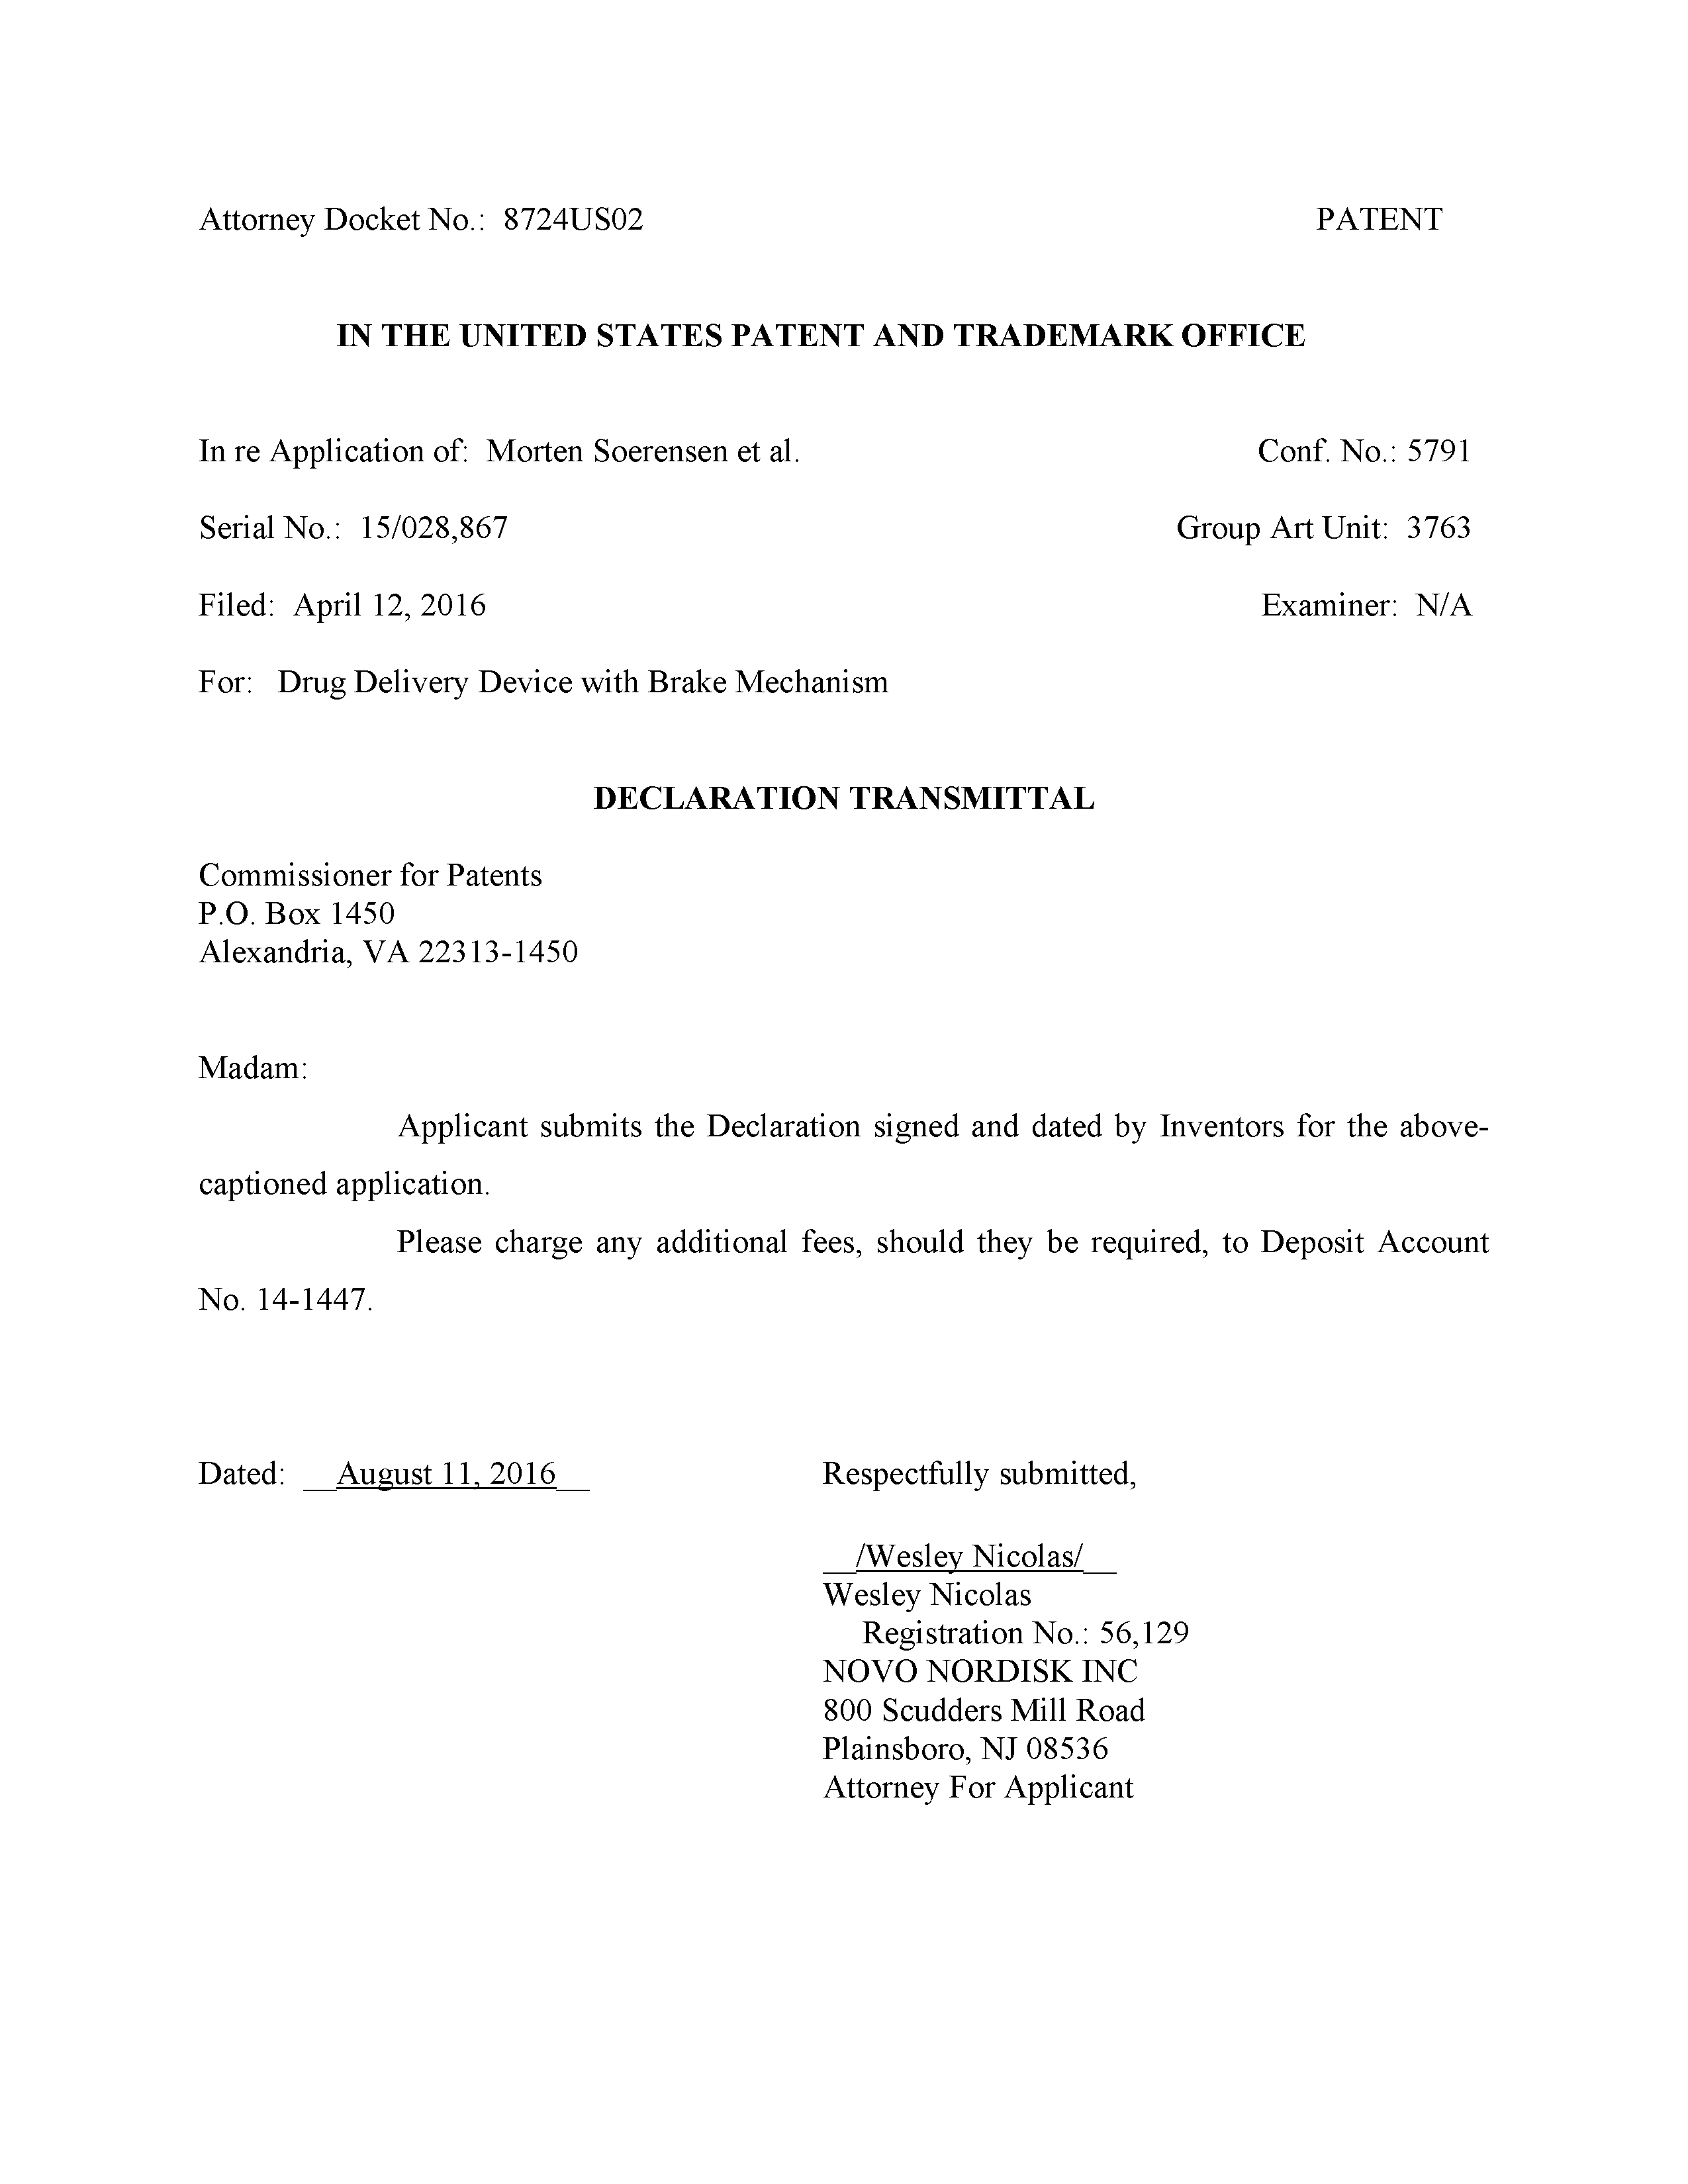 Attorney Docket No.: 8724US02 PATENT
IN THE UNITED STATES PATENT AND TRADEMARK OFFICE
In re Application of: Morten Soerensen et al. Conf. No.: 5791
Serial No.: 15/028,867 Group Art Unit: 3763
Filed: April 12, 2016 Examiner: N/A
For: Drug Delivery Device with Brake Mechanism
DECLARATION TRANSMITTAL
Commissioner for Patents
P.O. Box 1450
Alexandria, VA 22313-1450
Madam:
Applicant submits the Declaration signed and dated by Inventors for the above-
captioned application.
Please charge any additional fees, should they be required, to Deposit Account
No. 14-1447.
Dated: __August 11, 2016__ Respectfully submitted,
__/Wesley Nicolas/__
Wesley Nicolas
Registration No.: 56,129
NOVO NORDISK INC
800 Scudders Mill Road
Plainsboro, NJ 08536
Attorney For Applicant